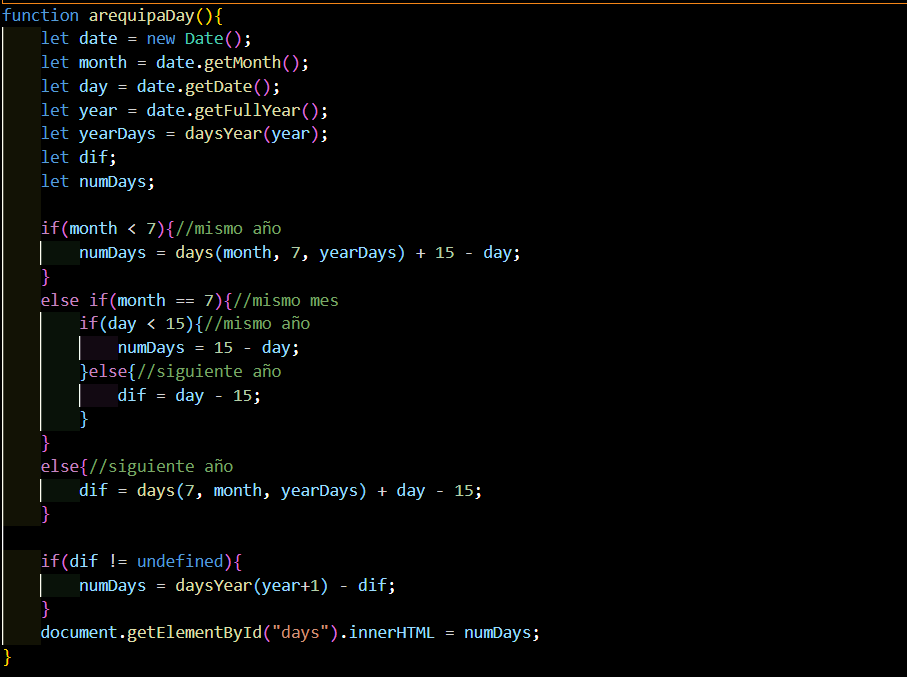 function arequipaDay(){
    let date = new Date();
    let month = date.getMonth();
    let day = date.getDate();
    let year = date.getFullYear();
    let yearDays = daysYear(year);
    let dif;
    let numDays;

    if(month < 7){//mismo año
        numDays = days(month, 7, yearDays) + 15 - day;
    }
    else if(month == 7){//mismo mes
        if(day < 15){//mismo año
            numDays = 15 - day;
        }else{//siguiente año
            dif = day - 15;
        }
    }
    else{//siguiente año
        dif = days(7, month, yearDays) + day - 15;
    }

    if(dif != undefined){
        numDays = daysYear(year+1) - dif;
    }
    document.getElementById("days").innerHTML = numDays;
}